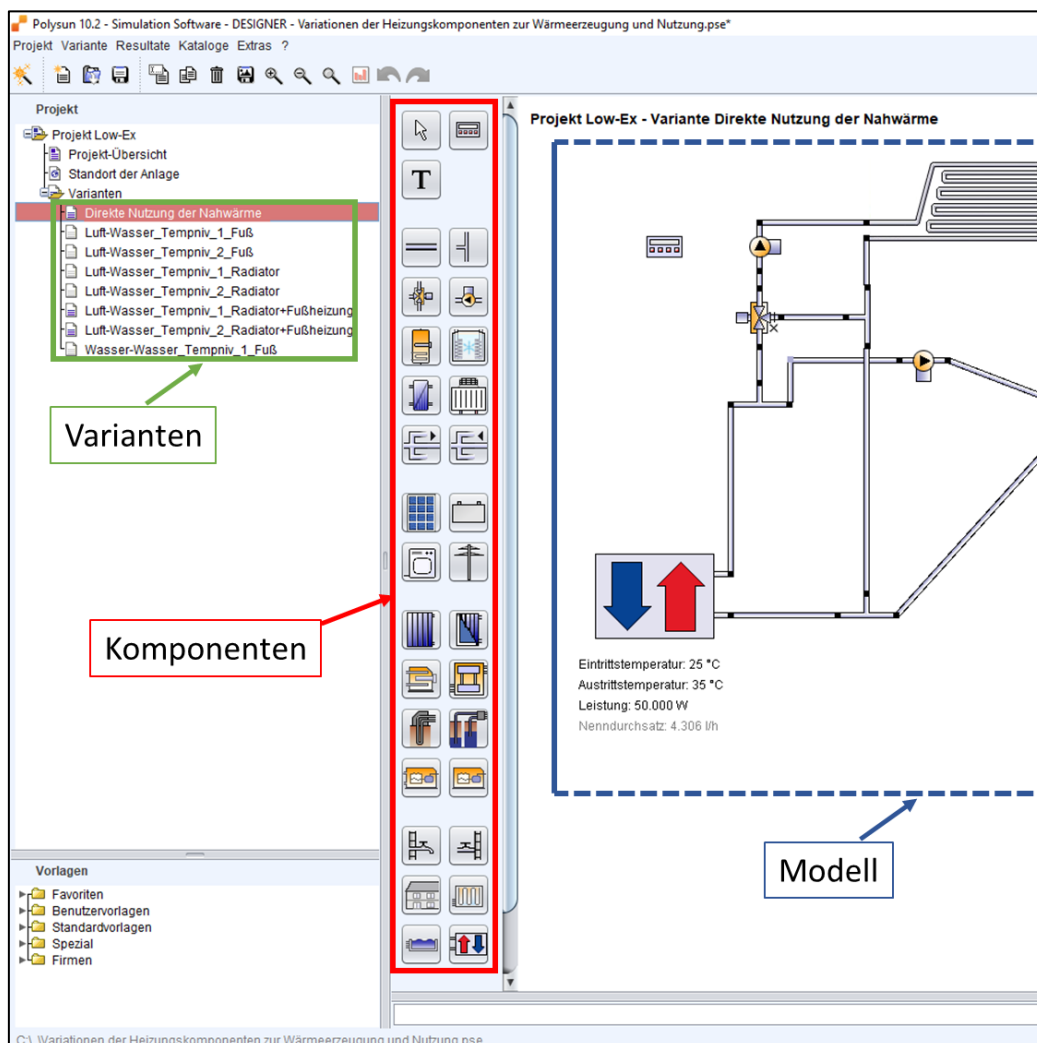 Polysun 10.2 - Simulation Software - DESIGNER - Variationen der Heizungskomponenten zur Wärmeerzeugung und Nutzung.pse*
Projekt Variante Resultate Kataloge Extras ?
Projekt
Projekt Low-Ex
Projekt-Übersicht
Standort der Anlage
Varianten
Direkte Nutzung der Nahwärme
Luft-Wasser_Tempniv_1_Fuß
Luft-Wasser_Tempniv_2_Fuß
Luft-Wasser_Tempniv_1_Radiator
Luft-Wasser_Tempniv_2_Radiator
Luft-Wasser_Tempniv_1_Radiator+Fußheizung
Luft-Wasser_Tempniv_2_Radiator+Fußheizung
Wasser-Wasser_Tempniv_1_Fuß
Varianten
Komponenten
T
Projekt Low-Ex - Variante Direkte Nutzung der Nahwärme
Eintrittstemperatur: 25 °C
Austrittstemperatur: 35 °C
Leistung: 50.000 W
Nenndurchsatz: 4.306 l/h
Modell
Vorlagen
Favoriten
Benutzervorlagen
Standardvorlagen
Spezial
Firmen
C:\..\Variationen der Heizungskomponenten zur Wärmeerzeugung und Nutzung.pse